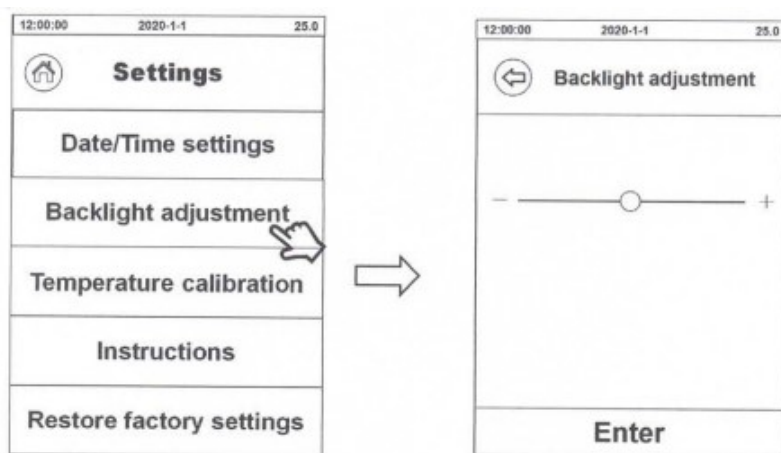 12:00:00 2020-1-1 25.0
Settings
Date/Time settings
Backlight adjustment
Temperature calibration
Instructions
Restore factory settings
12:00:00 2020-1-1 25.0
Backlight adjustment
- +
Enter